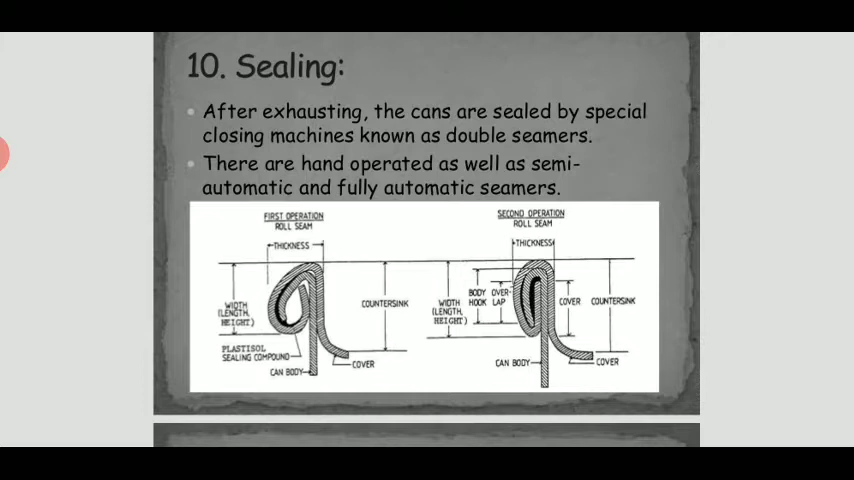 10. Sealing:
After exhausting, the cans are sealed by special
closing machines known as double seamers.
There are hand operated as well as semi-
automatic and fully automatic seamers.
FIRST OPERATION
ROLL SEAM
THICKNESS
WIDTH
(LENGTH,
HEIGHT)
COUNTERSINK
PLASTISOL
SEALING COMPOUND
CAN BODY
COVER
SECOND OPERATION
ROLL SEAM
THICKNESS
BODY
HOOK
OVER-
LAP
WIDTH
(LENGTH,
HEIGHT)
COVER
COUNTERSINK
CAN BODY
COVER